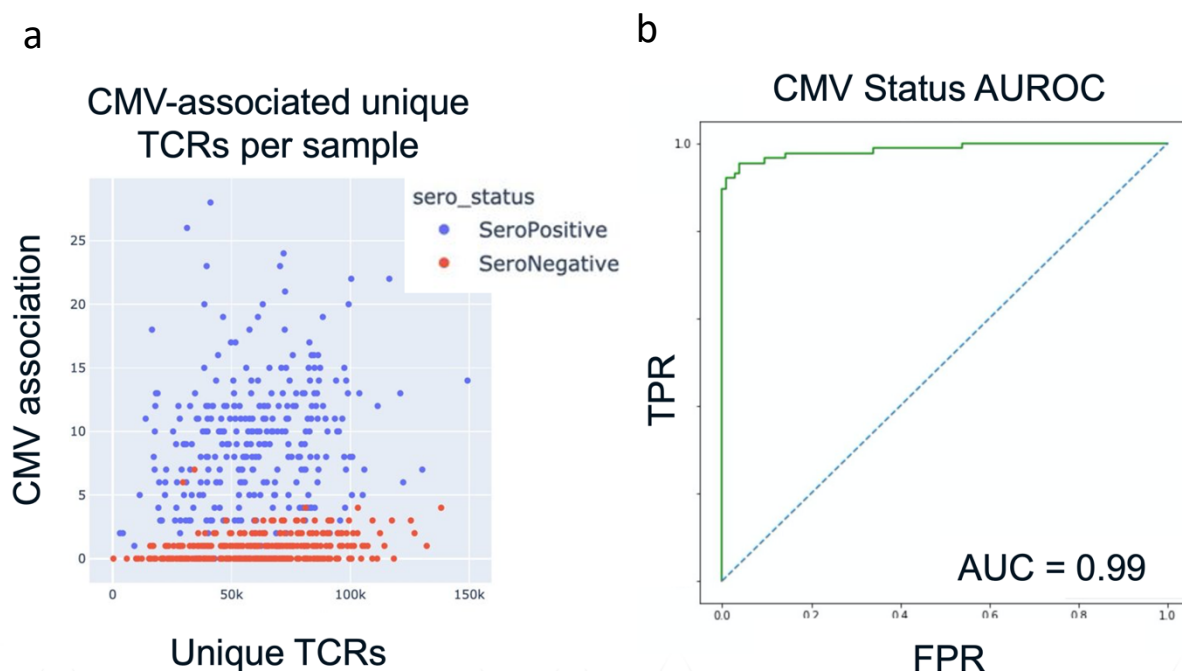 a
CMV-associated unique
TCRs per sample
sero_status
SeroPositive
SeroNegative
CMV association
25
20
15
10
5
0
0
50k
100k
150k
Unique TCRs
b
CMV Status AUROC
1.0
TPR
AUC = 0.99
0.0
0.2
0.4
0.6
0.8
1.0
FPR